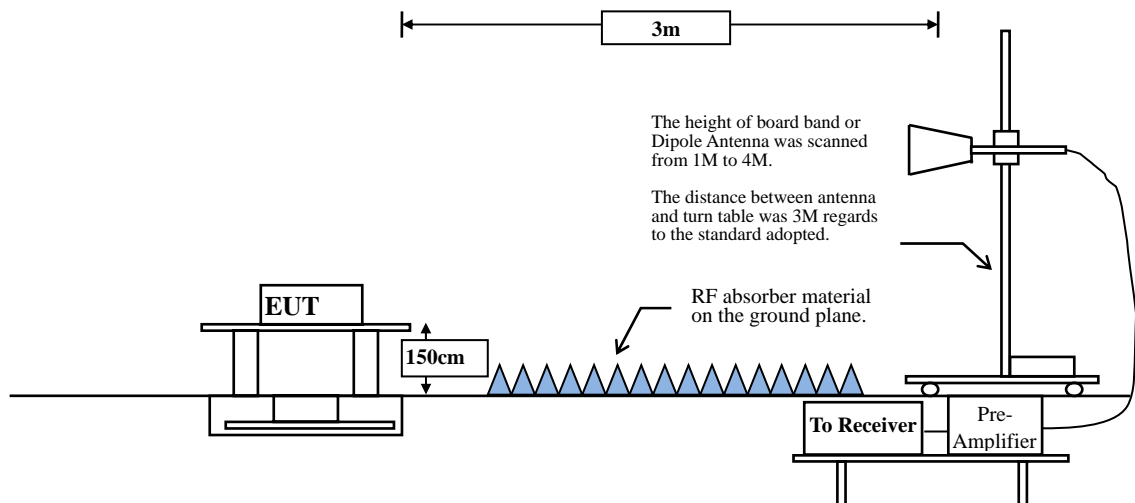 3m
The height of board band or
Dipole Antenna was scanned
from 1M to 4M.
The distance between antenna
and turn table was 3M regards
to the standard adopted.
EUT
RF absorber material
on the ground plane.
150cm
To Receiver
Pre-
Amplifier